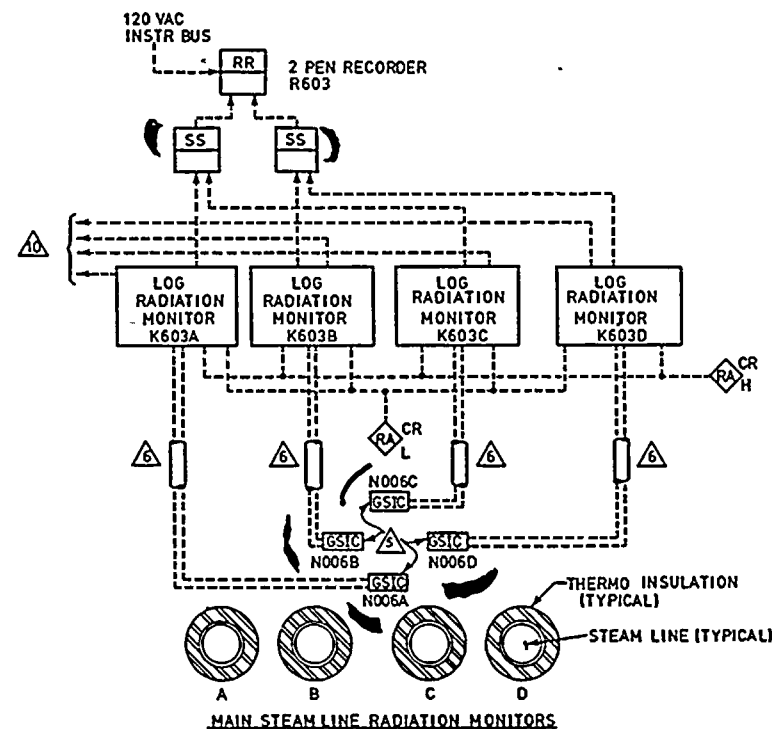 120 VAC
INSTR BUS
RR
2 PEN RECORDER
R603
SS
SS
10
LOG
RADIATION
MONITOR
K603A
LOG
RADIATION
MONITOR
K603B
LOG
RADIATION
MONITOR
K603C
LOG
RADIATION
MONITOR
K603D
RA
CR
H
RA
CR
L
6
6
6
6
N006C
GSIC
GSIC
N006B
5
GSIC
N006D
GSIC
N006A
THERMO INSULATION
(TYPICAL)
STEAM LINE (TYPICAL)
A
B
C
D
MAIN STEAM LINE RADIATION MONITORS